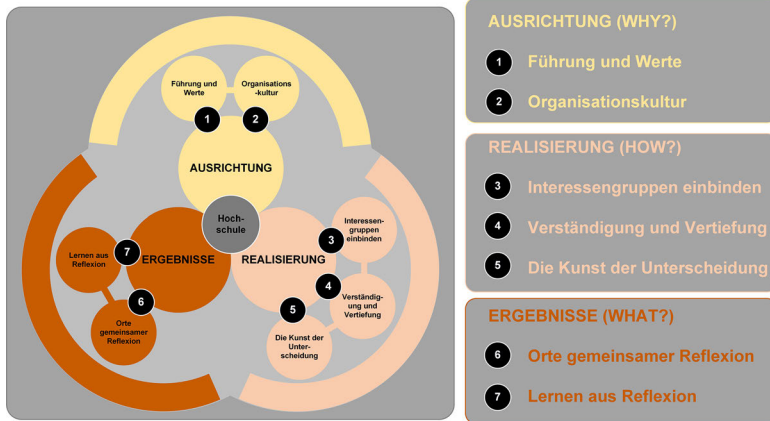 Führung und
Werte
Organisations
-kultur
1
2
AUSRICHTUNG
Hoch-
schule
7
ERGEBNISSE
Lernen aus
Reflexion
6
Orte
gemeinsamer
Reflexion
REALISIERUNG
3
Interessen-
gruppen
einbinden
4
Verständig-
ung und
Vertiefung
5
Die Kunst der
Unter-
scheidung
AUSRICHTUNG (WHY?)
1 Führung und Werte
2 Organisationskultur
REALISIERUNG (HOW?)
3 Interessengruppen einbinden
4 Verständigung und Vertiefung
5 Die Kunst der Unterscheidung
ERGEBNISSE (WHAT?)
6 Orte gemeinsamer Reflexion
7 Lernen aus Reflexion